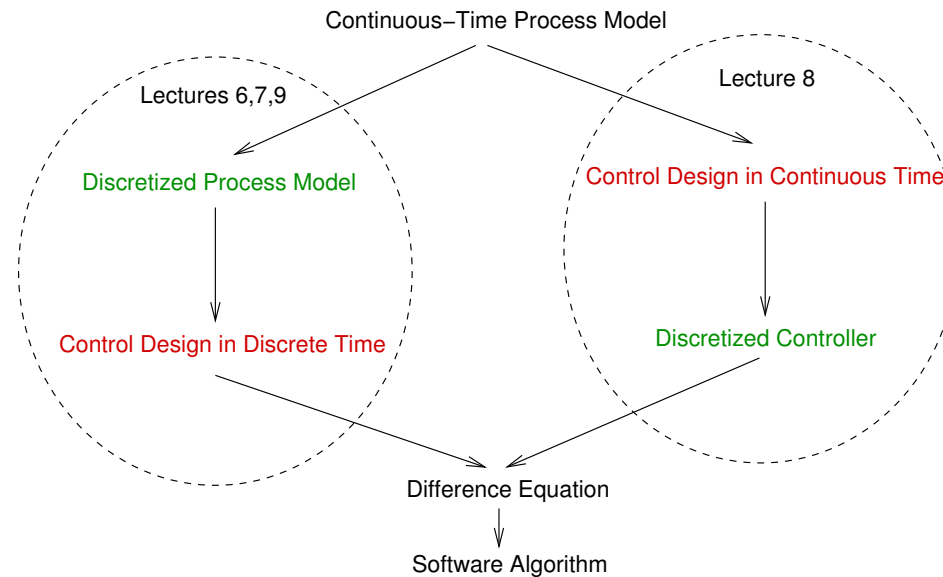 Continuous−Time Process Model
Lectures 6,7,9
Lecture 8
Discretized Process Model
Control Design in Continuous Time
Control Design in Discrete Time
Discretized Controller
Difference Equation
Software Algorithm